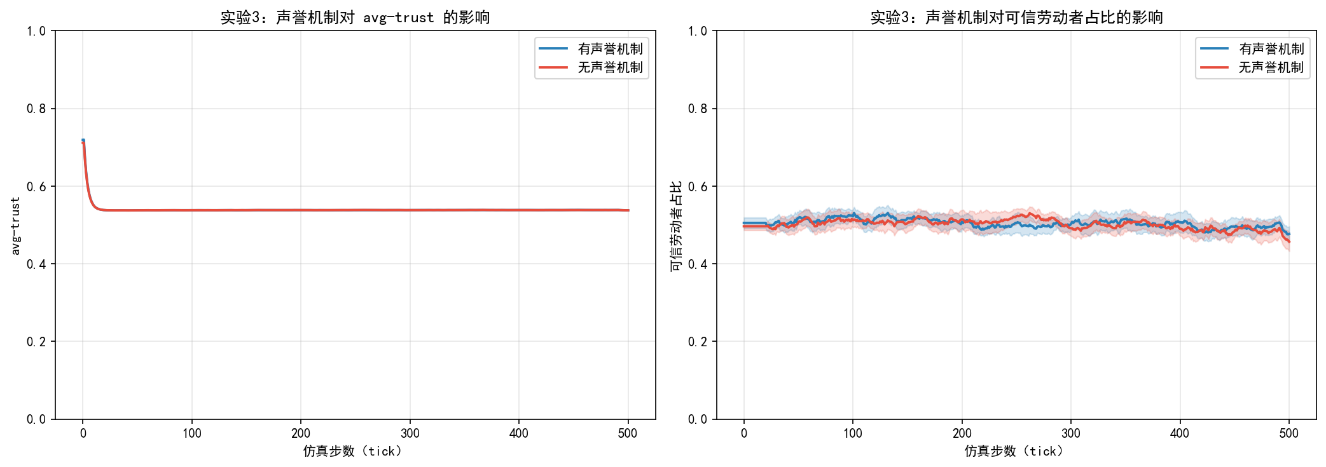 实验3: 声誉机制对 avg-trust 的影响
有声誉机制
无声誉机制
1.0
0.8
0.6
0.4
0.2
0.0
avg-trust
0
100
200
300
400
500
仿真步数（tick）
实验3: 声誉机制对可信劳动者占比的影响
有声誉机制
无声誉机制
1.0
0.8
0.6
0.4
0.2
0.0
可信劳动者占比
0
100
200
300
400
500
仿真步数（tick）